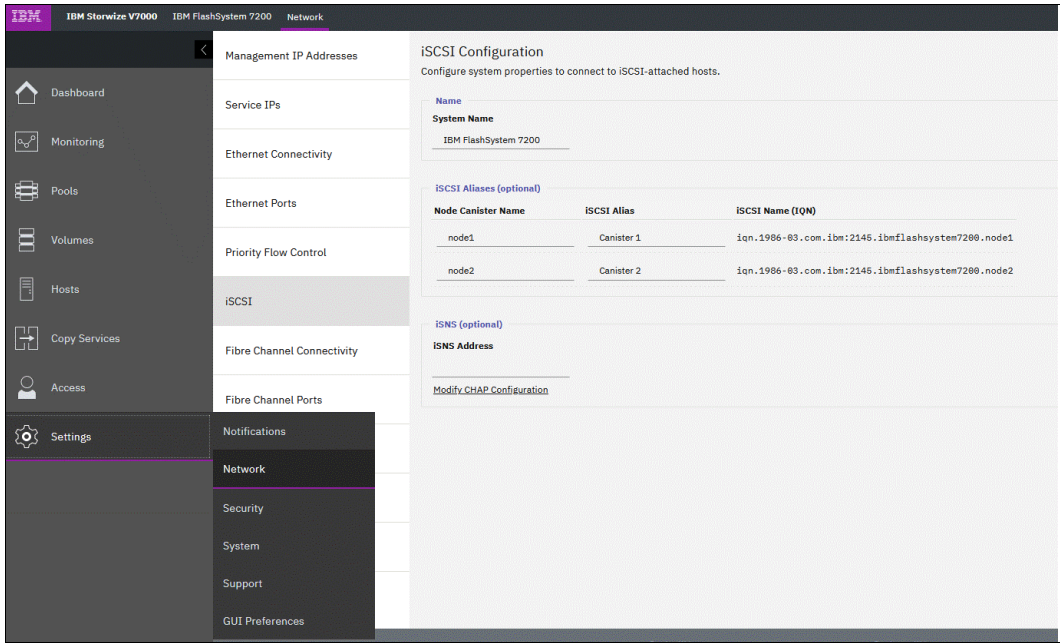 IBM
IBM Storwize V7000 IBM FlashSystem 7200 Network
Dashboard
Monitoring
Pools
Volumes
Hosts
Copy Services
Access
Settings
Management IP Addresses
Service IPs
Ethernet Connectivity
Ethernet Ports
Priority Flow Control
iSCSI
Fibre Channel Connectivity
Fibre Channel Ports
Notifications
Network
Security
System
Support
GUI Preferences
iSCSI Configuration
Configure system properties to connect to iSCSI-attached hosts.
Name
System Name
IBM FlashSystem 7200
iSCSI Aliases (optional)
Node Canister Name iSCSI Alias iSCSI Name (IQN)
node1 Canister 1 iqn.1986-03.com.ibm:2145.ibmflashsystem7200.node1
node2 Canister 2 iqn.1986-03.com.ibm:2145.ibmflashsystem7200.node2
iSNS (optional)
iSNS Address
Modify CHAP Configuration